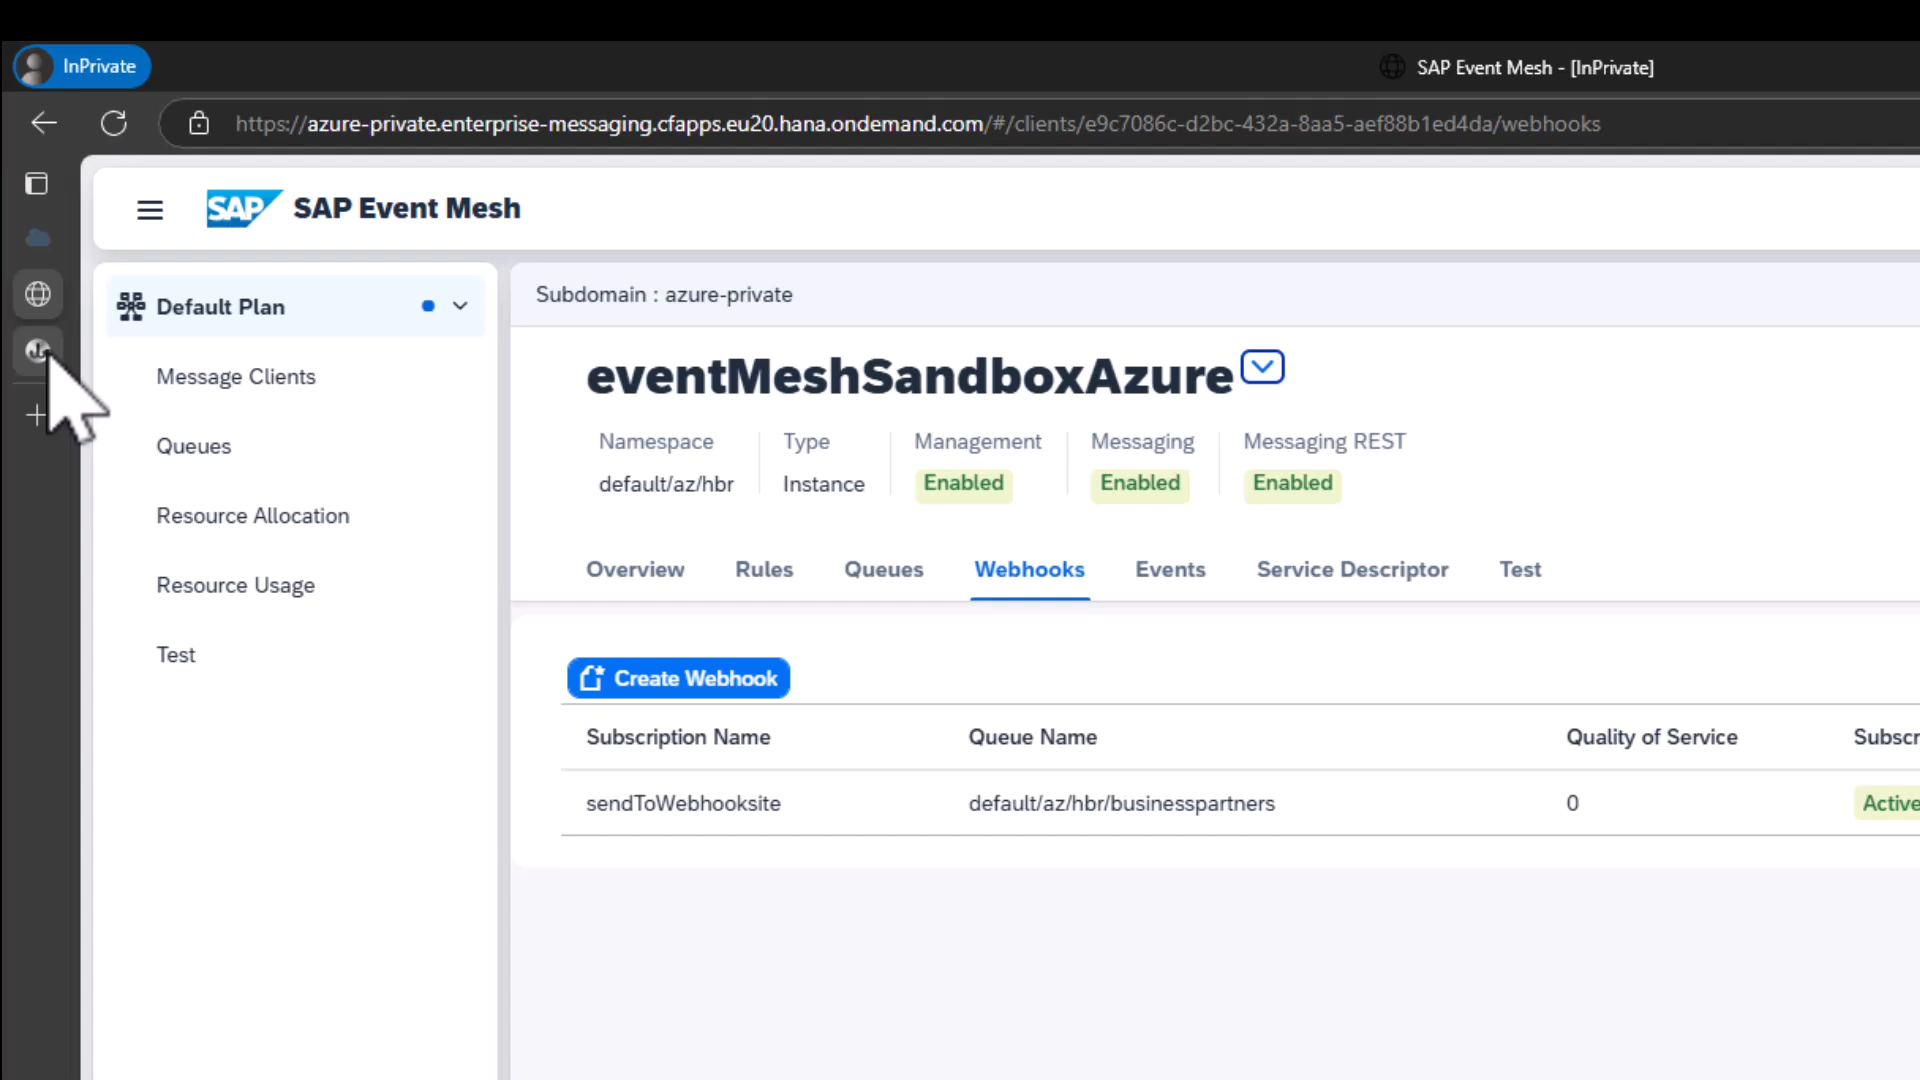 InPrivate
SAP Event Mesh - [InPrivate]
https://azure-private.enterprise-messaging.cfapps.eu20.hana.ondemand.com/#/clients/e9c7086c-d2bc-432a-8aa5-aef88b1ed4da/webhooks
SAP SAP Event Mesh
Default Plan
Message Clients
Queues
Resource Allocation
Resource Usage
Test
Subdomain : azure-private
eventMeshSandboxAzure
Namespace Type Management Messaging Messaging REST
default/az/hbr Instance Enabled Enabled Enabled
Overview Rules Queues Webhooks Events Service Descriptor Test
Create Webhook
Subscription Name Queue Name Quality of Service Subscr
sendToWebhooksite default/az/hbr/businesspartners 0 Active